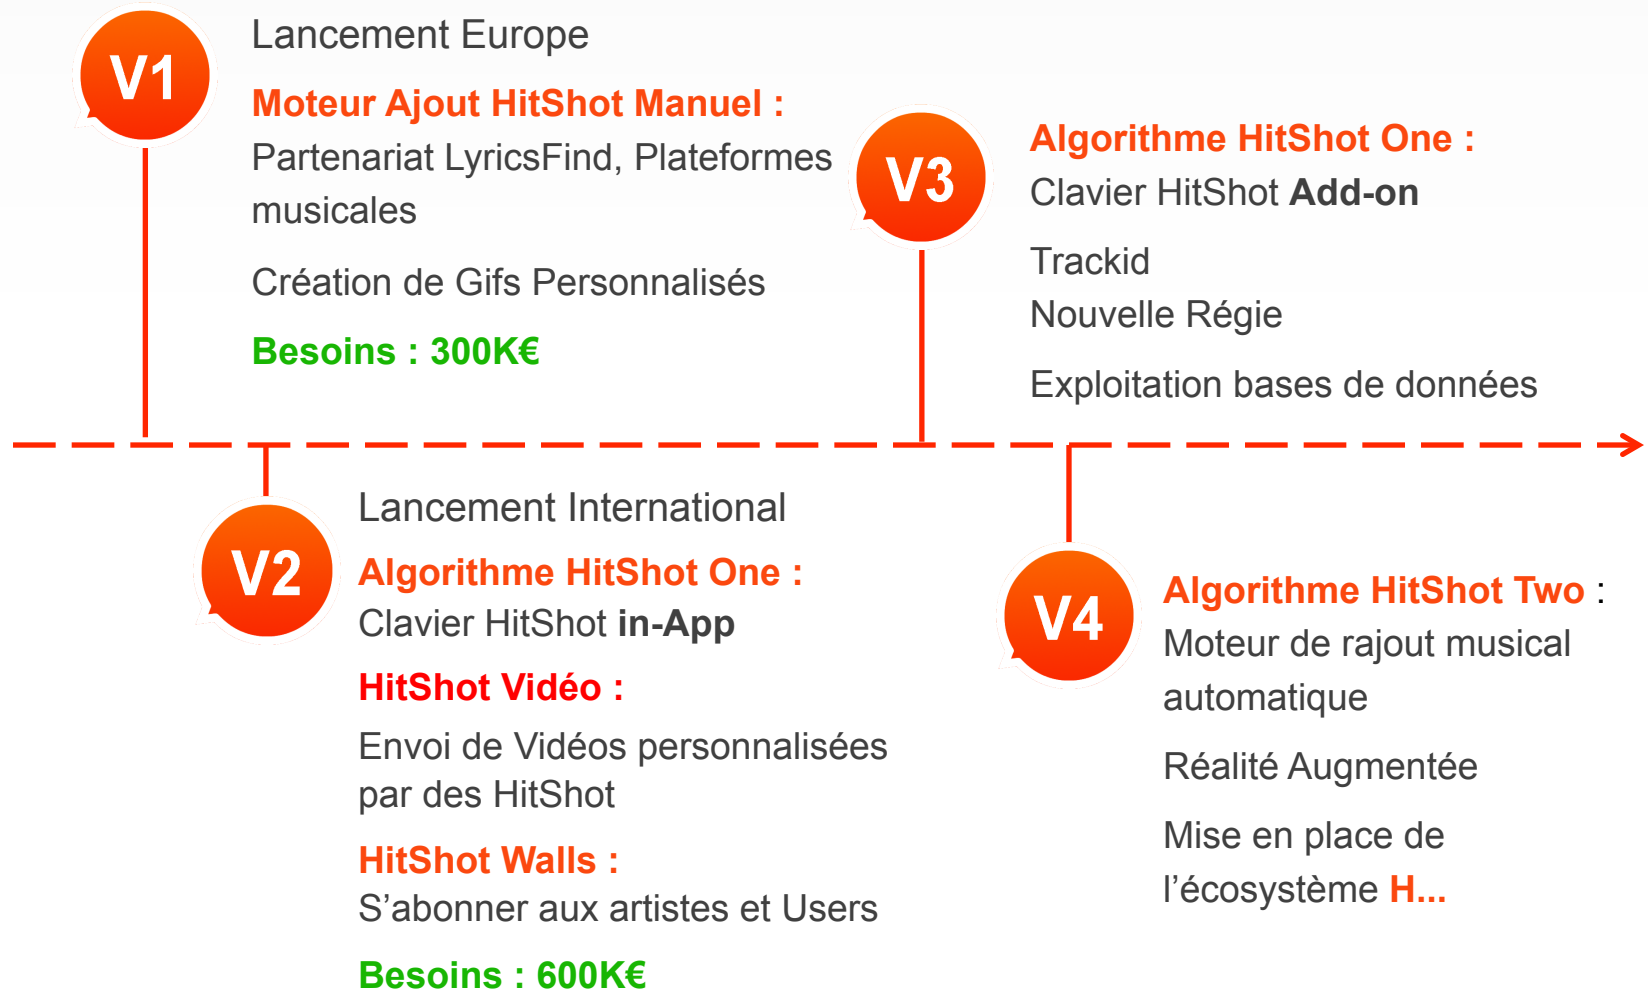 V1
Lancement Europe
Moteur Ajout HitShot Manuel :
Partenariat LyricsFind, Plateformes
musicales
Création de Gifs Personnalisés
Besoins : 300K€
V3
Algorithme HitShot One :
Clavier HitShot Add-on
Trackid
Nouvelle Régie
Exploitation bases de données
V2
Lancement International
Algorithme HitShot One :
Clavier HitShot in-App
HitShot Vidéo :
Envoi de Vidéos personnalisées
par des HitShot
HitShot Walls :
S’abonner aux artistes et Users
Besoins : 600K€
V4
Algorithme HitShot Two :
Moteur de rajout musical
automatique
Réalité Augmentée
Mise en place de
l’écosystème H...